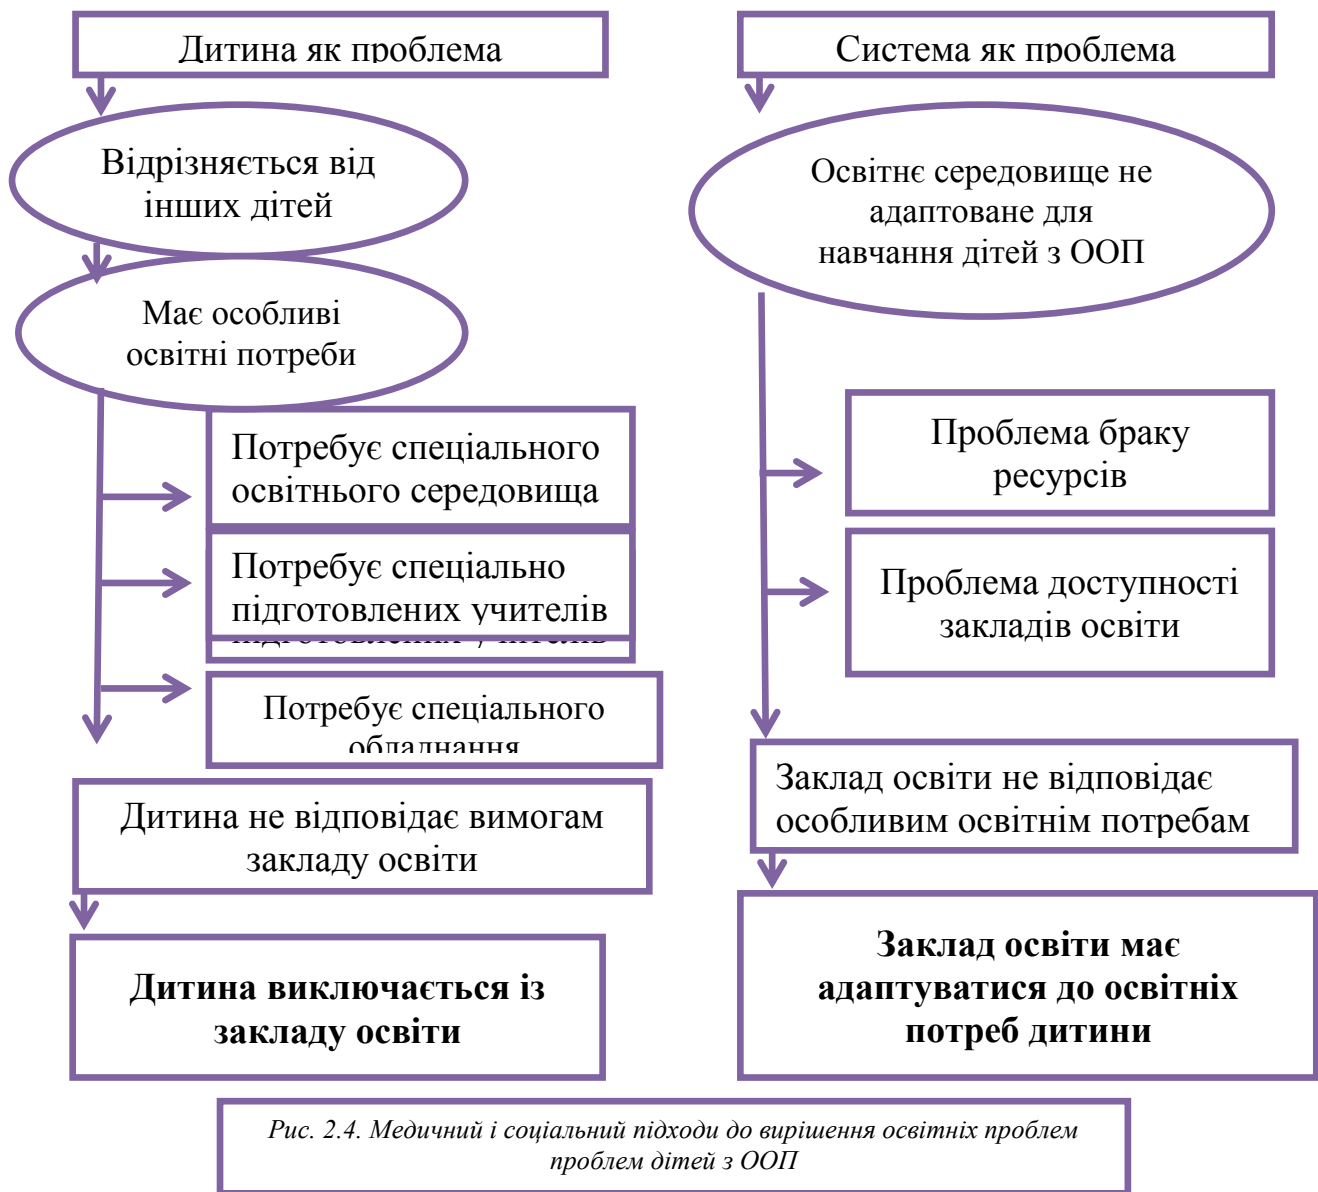 Дитина як проблема
Відрізняється від
інших дітей
Має особливі
освітні потреби
Потребує спеціального
освітнього середовища
Потребує спеціально
підготовлених учителів
підготовлених учителів
Потребує спеціального
обладнання
Дитина не відповідає вимогам
закладу освіти
Дитина виключається із
закладу освіти
Система як проблема
Освітнє середовище не
адаптоване для
навчання дітей з ООП
Проблема браку
ресурсів
Проблема доступності
закладів освіти
Заклад освіти не відповідає
особливим освітнім потребам
Заклад освіти має
адаптуватися до освітніх
потреб дитини
Рис. 2.4. Медичний і соціальний підходи до вирішення освітніх проблем
проблем дітей з ООП